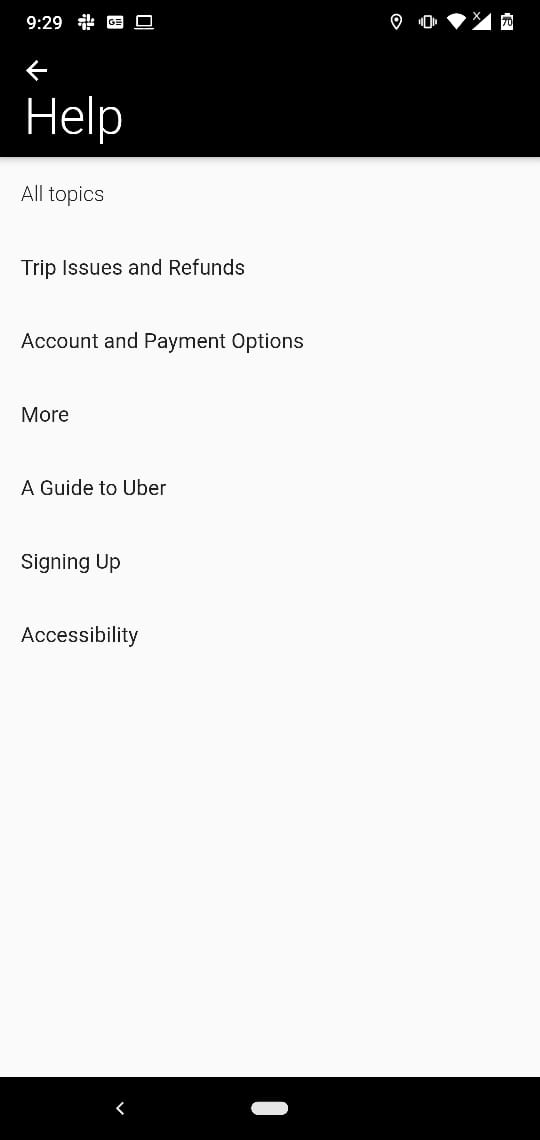 9:29 GE 70
Help
All topics
Trip Issues and Refunds
Account and Payment Options
More
A Guide to Uber
Signing Up
Accessibility